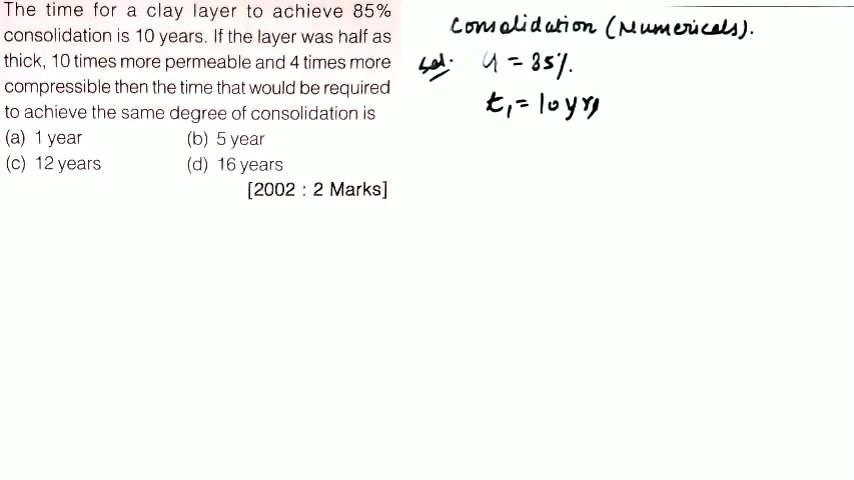 The time for a clay layer to achieve 85%
consolidation is 10 years. If the layer was half as
thick, 10 times more permeable and 4 times more
compressible then the time that would be required
to achieve the same degree of consolidation is
(a) 1 year (b) 5 year
(c) 12 years (d) 16 years
[2002 : 2 Marks]
Consolidation (Numericals).
Sol. U = 85%.
t₁ = 10 yrs